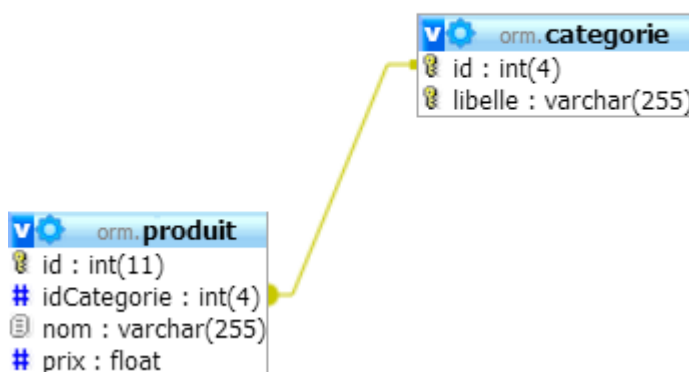 orm.categorie
id : int(4)
libelle : varchar(255)
orm.produit
id : int(11)
# idCategorie : int(4)
nom : varchar(255)
# prix : float